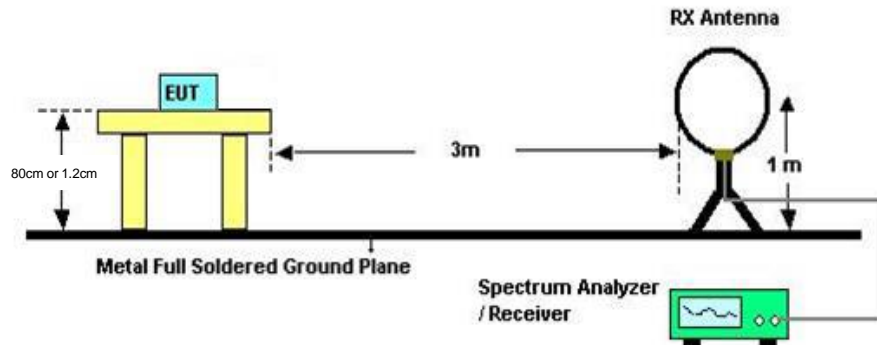 RX Antenna
EUT
80cm or 1.2cm
3m
1 m
Metal Full Soldered Ground Plane
Spectrum Analyzer
/ Receiver